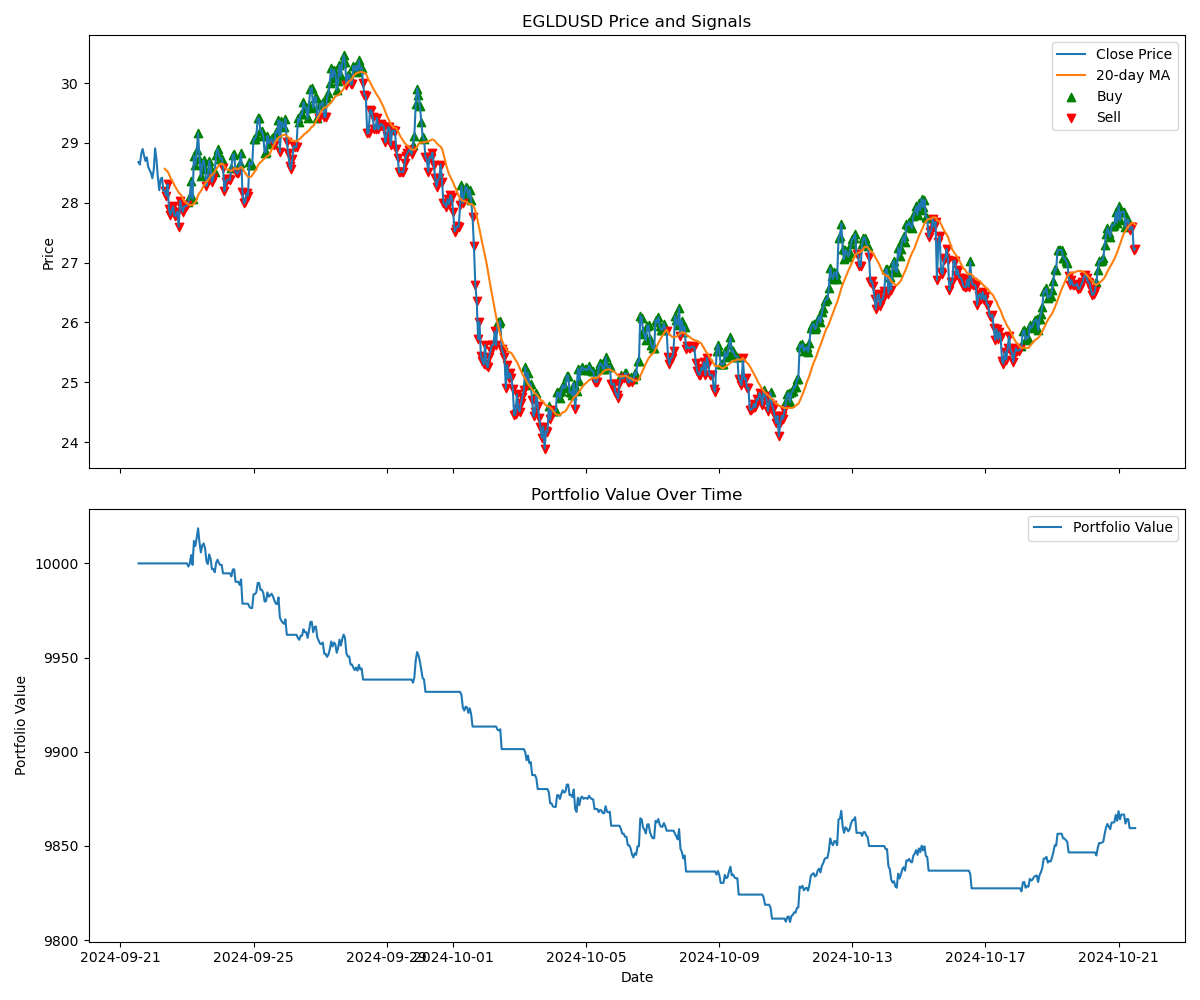 EGLDUSD Price and Signals
Close Price
20-day MA
Buy
Sell
Price
30
29
28
27
26
25
24
Portfolio Value Over Time
Portfolio Value
Portfolio Value
10000
9950
9900
9850
9800
2024-09-21
2024-09-25
2024-09-29
2024-10-01
2024-10-05
2024-10-09
2024-10-13
2024-10-17
2024-10-21
Date